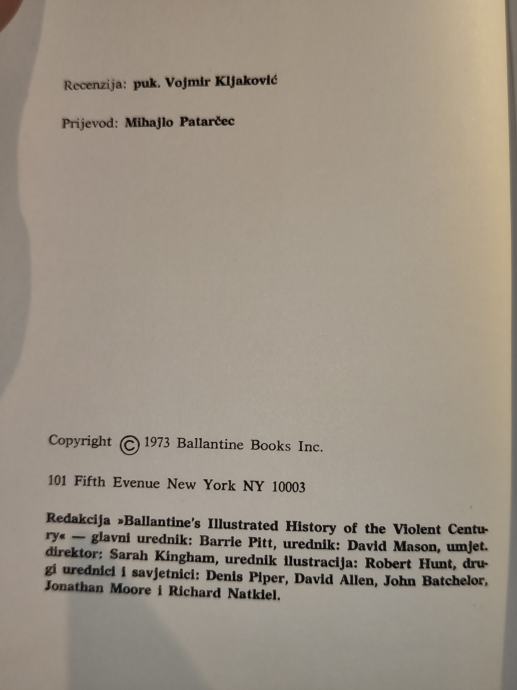 Recenzija: puk. Vojmir Kljaković
Prijevod: Mihajlo Patarčec
Copyright © 1973 Ballantine Books Inc.
101 Fifth Evenue New York NY 10003
Redakcija »Ballantine's Illustrated History of the Violent Centu-
ry« — glavni urednik: Barrie Pitt, urednik: David Mason, umjet.
direktor: Sarah Kingham, urednik ilustracija: Robert Hunt, dru-
gi urednici i savjetnici: Denis Piper, David Allen, John Batchelor,
Jonathan Moore i Richard Natkiel.